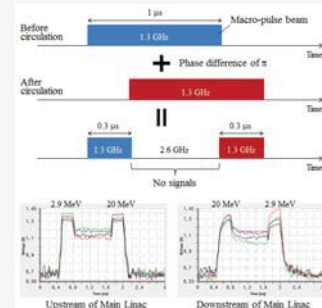 1 μs
Macro-pulse beam
Before
circulation
1.3 GHz
Time
Phase difference of π
After
circulation
1.3 GHz
Time
0.3 μs
0.3 μs
1.3 GHz
2.6 GHz
1.3 GHz
Time
No signals
2.9 MeV
20 MeV
20 MeV
2.9 MeV
Upstream of Main Linac
Downstream of Main Linac